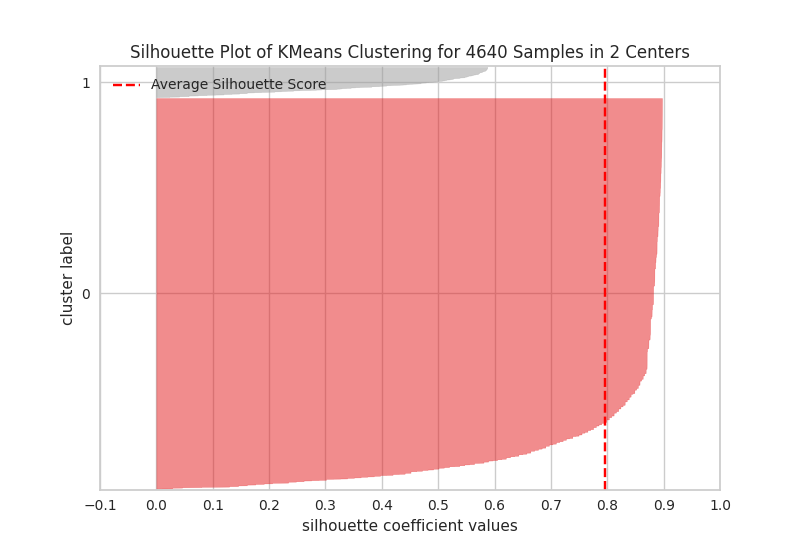 Silhouette Plot of KMeans Clustering for 4640 Samples in 2 Centers
Average Silhouette Score
1
0
cluster label
−0.1 0.0 0.1 0.2 0.3 0.4 0.5 0.6 0.7 0.8 0.9 1.0
silhouette coefficient values